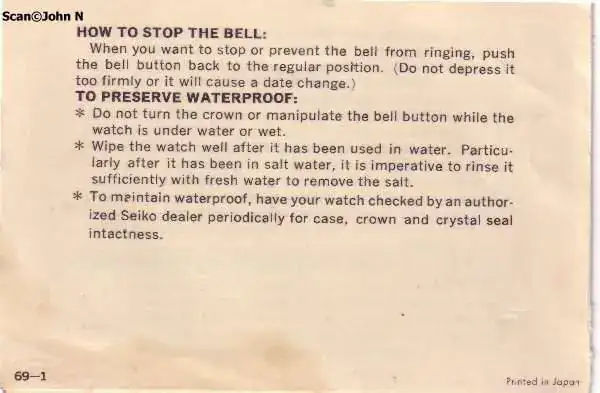 Scan©John N
HOW TO STOP THE BELL:
When you want to stop or prevent the bell from ringing, push
the bell button back to the regular position. (Do not depress it
too firmly or it will cause a date change.)
TO PRESERVE WATERPROOF:
* Do not turn the crown or manipulate the bell button while the
watch is under water or wet.
* Wipe the watch well after it has been used in water. Particu-
larly after it has been in salt water, it is imperative to rinse it
sufficiently with fresh water to remove the salt.
* To maintain waterproof, have your watch checked by an author-
ized Seiko dealer periodically for case, crown and crystal seal
intactness.
69—1
Printed in Japan